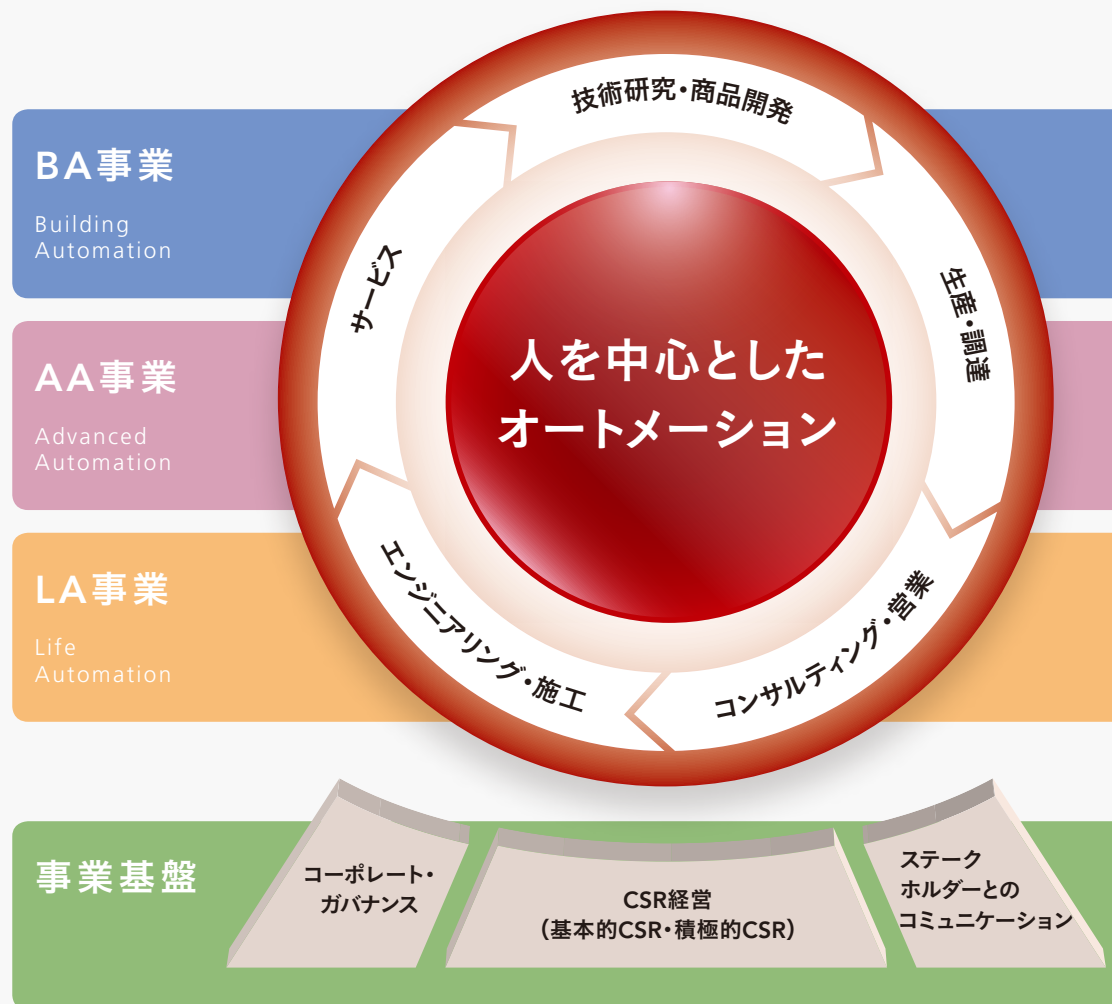 BA事業
Building
Automation
AA事業
Advanced
Automation
LA事業
Life
Automation
技術研究・商品開発
生産・調達
コンサルティング・営業
エンジニアリング・施工
サービス
人を中心とした
オートメーション
事業基盤
コーポレート・
ガバナンス
CSR経営
（基本的CSR・積極的CSR）
ステーク
ホルダーとの
コミュニケーション